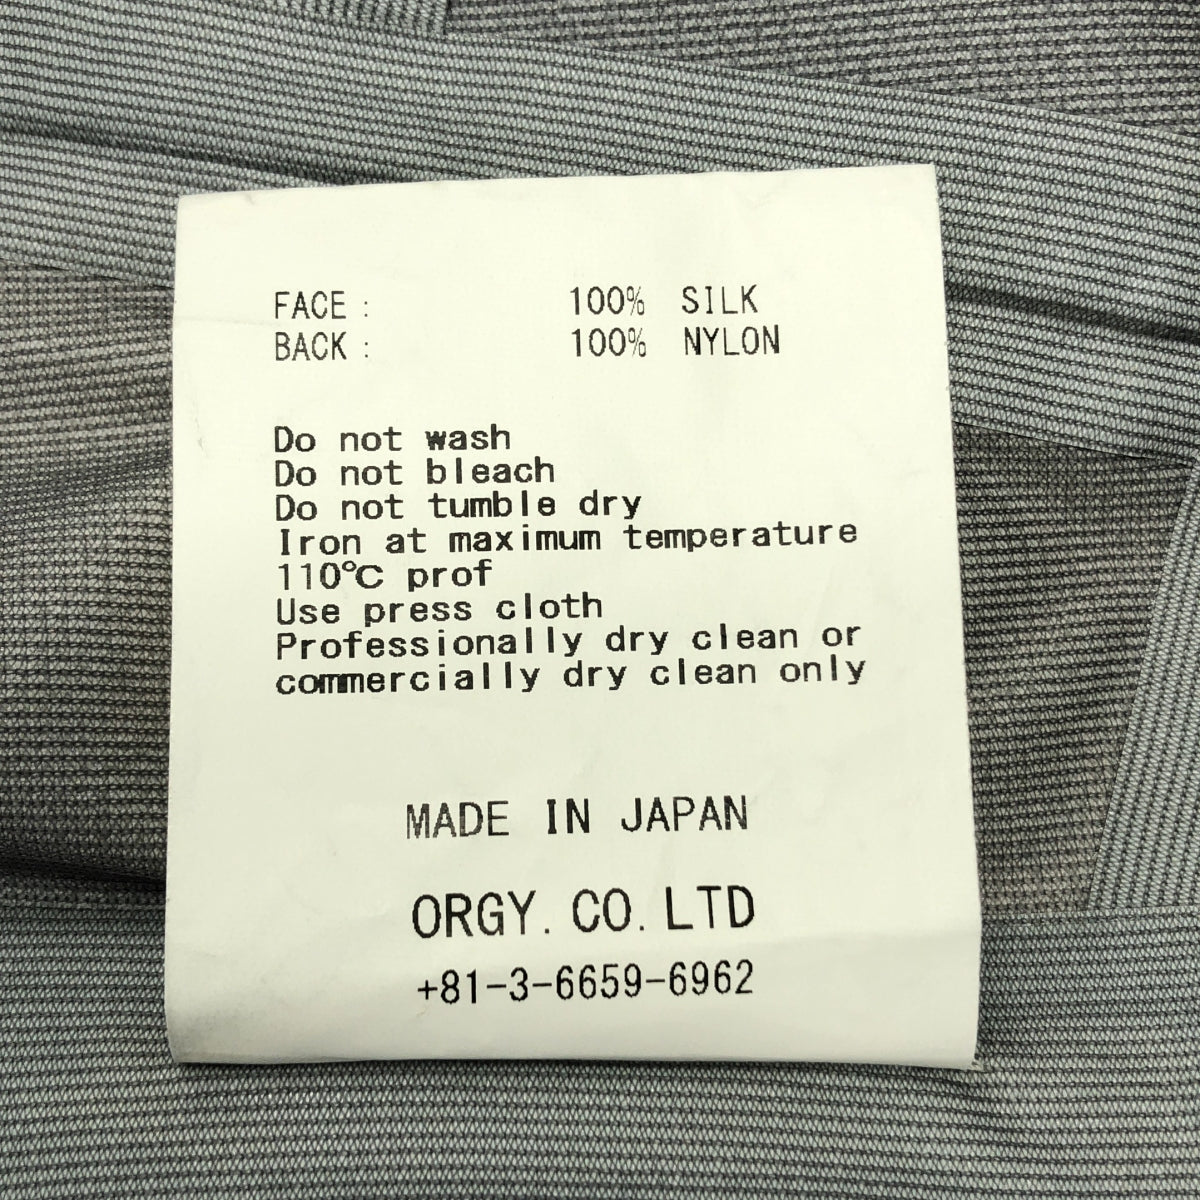 FACE : 100% SILK
BACK : 100% NYLON
Do not wash
Do not bleach
Do not tumble dry
Iron at maximum temperature
110℃ prof
Use press cloth
Professionally dry clean or
commercially dry clean only
MADE IN JAPAN
ORGY. CO. LTD
+81-3-6659-6962